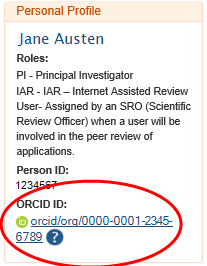 Personal Profile
Jane Austen
Roles:
PI - Principal Investigator
IAR - IAR – Internet Assisted Review
User- Assigned by an SRO (Scientific
Review Officer) when a user will be
involved in the peer review of
applications.
Person ID:
1234567
ORCID ID:
iD orcid/org/0000-0001-2345-
6789 ?